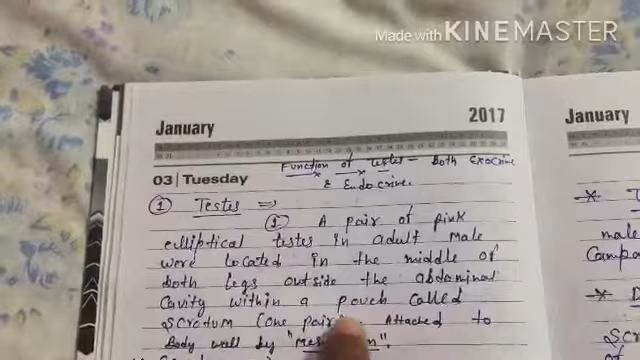 Made with KINEMASTER
January 2017
January
Function of Testes - Both Exocrine
& Endocrine.
03 | Tuesday
① Testes ⇒
① A pair of pink
elliptical testes in adult male
were located in the middle of
both legs outside the abdominal
Cavity within a pouch called
Scrotum (one pair Attached to
Body wall by "
male
Compa